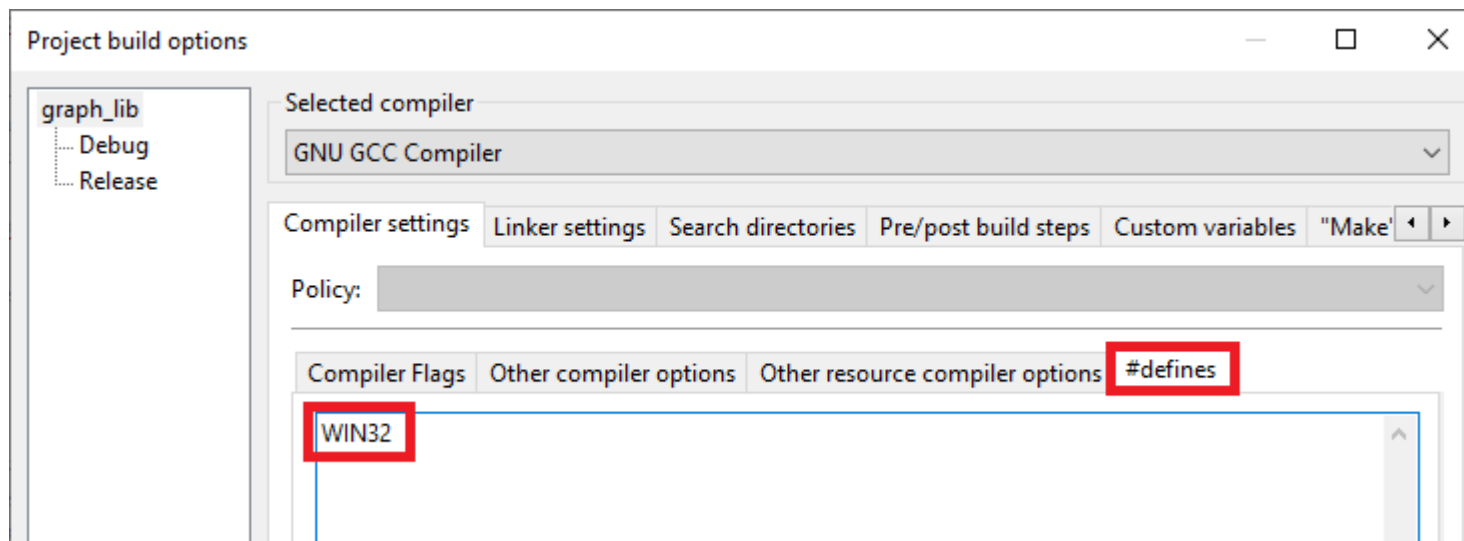 Project build options
graph_lib
Debug
Release
Selected compiler
GNU GCC Compiler
Compiler settings Linker settings Search directories Pre/post build steps Custom variables "Make"
Policy:
Compiler Flags Other compiler options Other resource compiler options #defines
WIN32